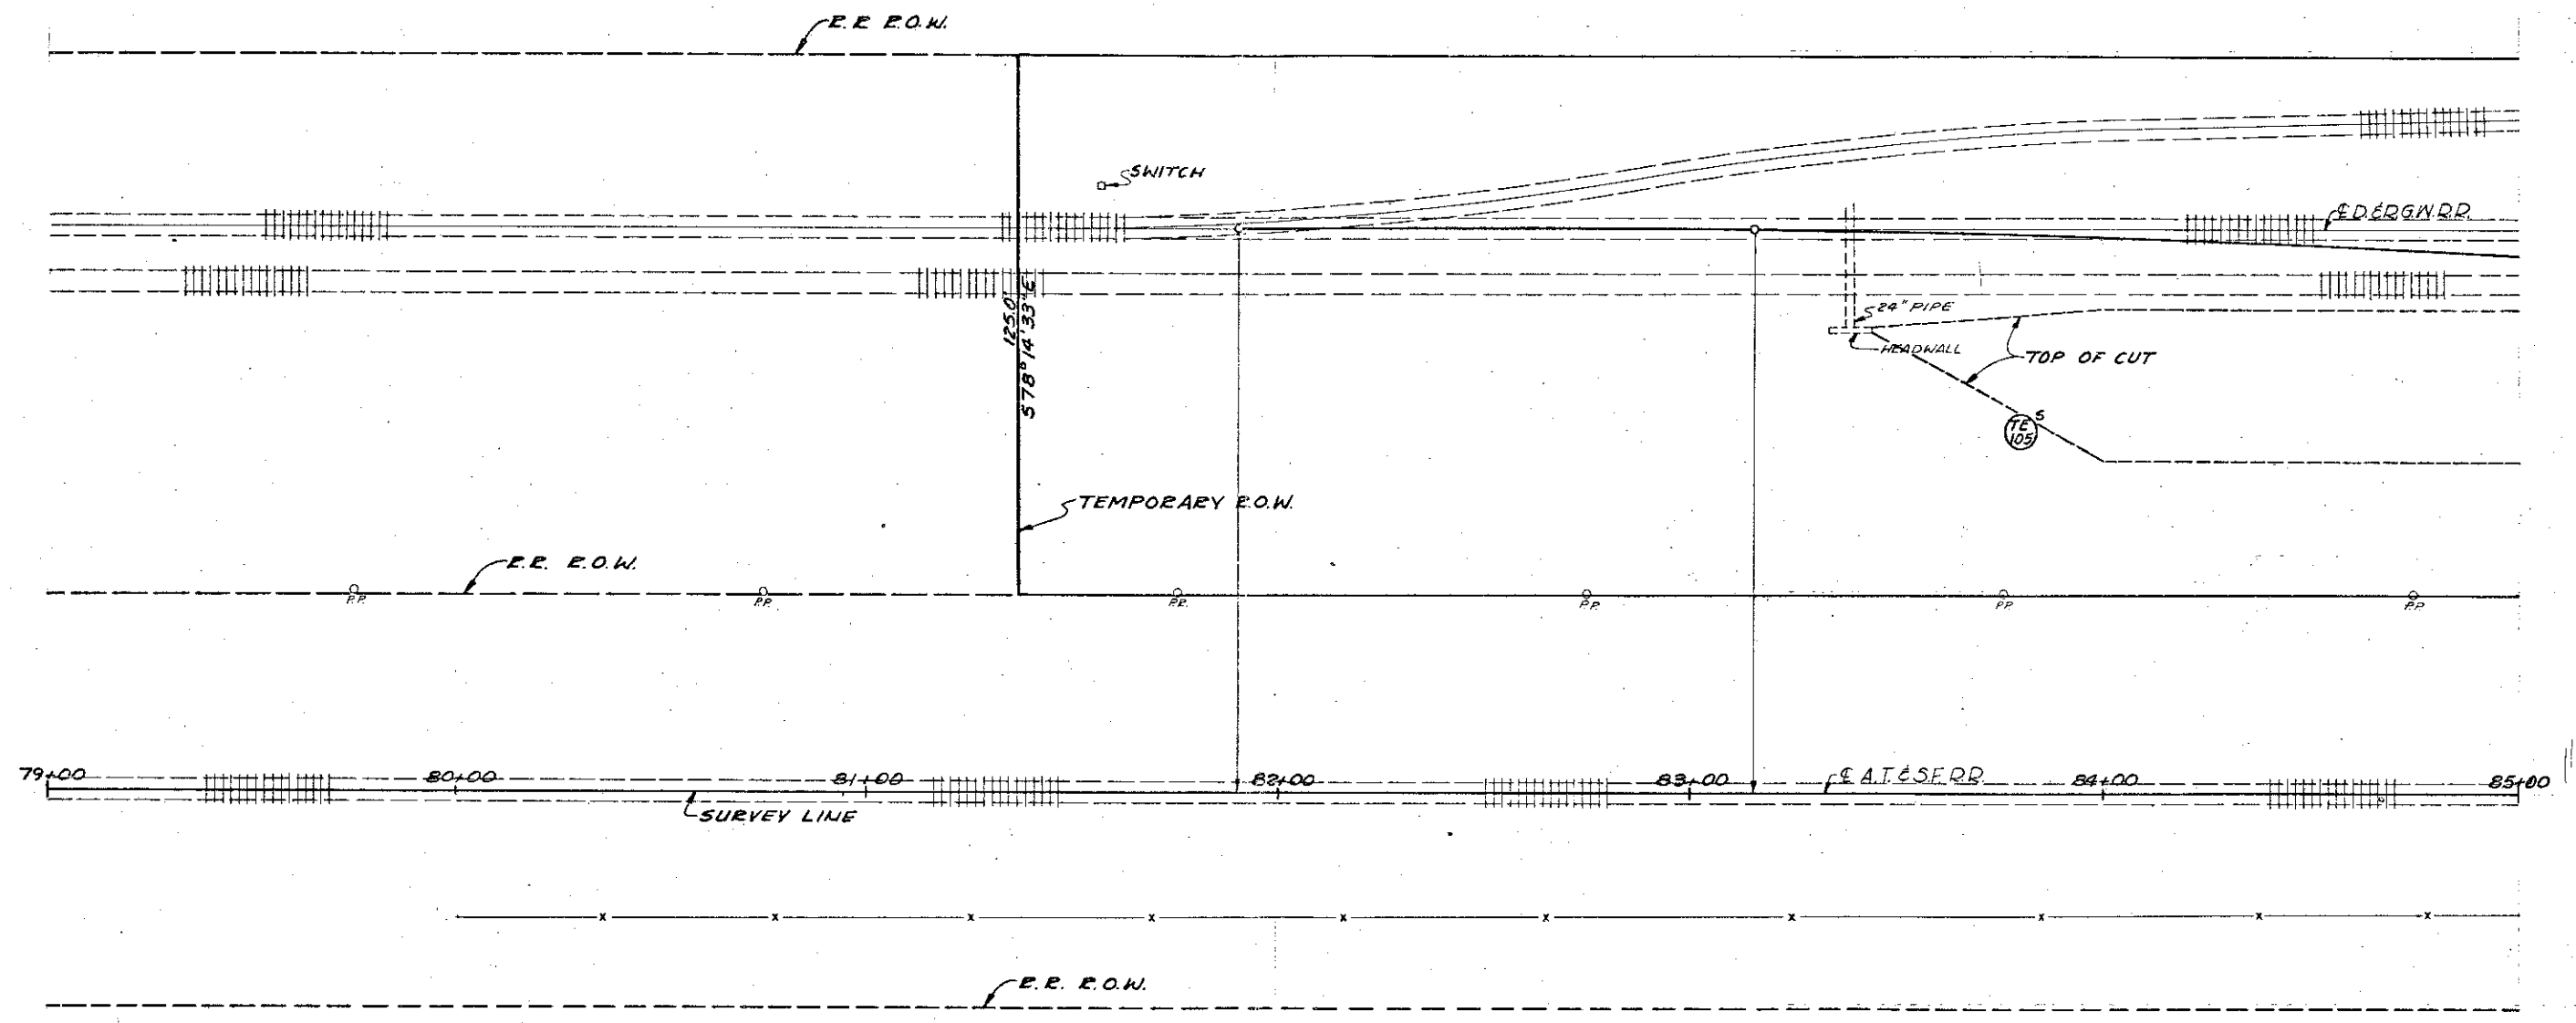 R.R. R.O.W.
SWITCH
℄ D.&R.G.W.R.R.
125.0'
S 78° 14' 33" E
24" PIPE
HEADWALL
TOP OF CUT
TE 105
S
TEMPORARY R.O.W.
R.R. R.O.W.
P.P. P.P. P.P. P.P. P.P. P.P.
79+00 80+00 81+00 82+00 83+00 ℄ A.T.&S.F. R.R. 84+00 85+00
SURVEY LINE
x x x x x x x x x x
R.R. R.O.W.